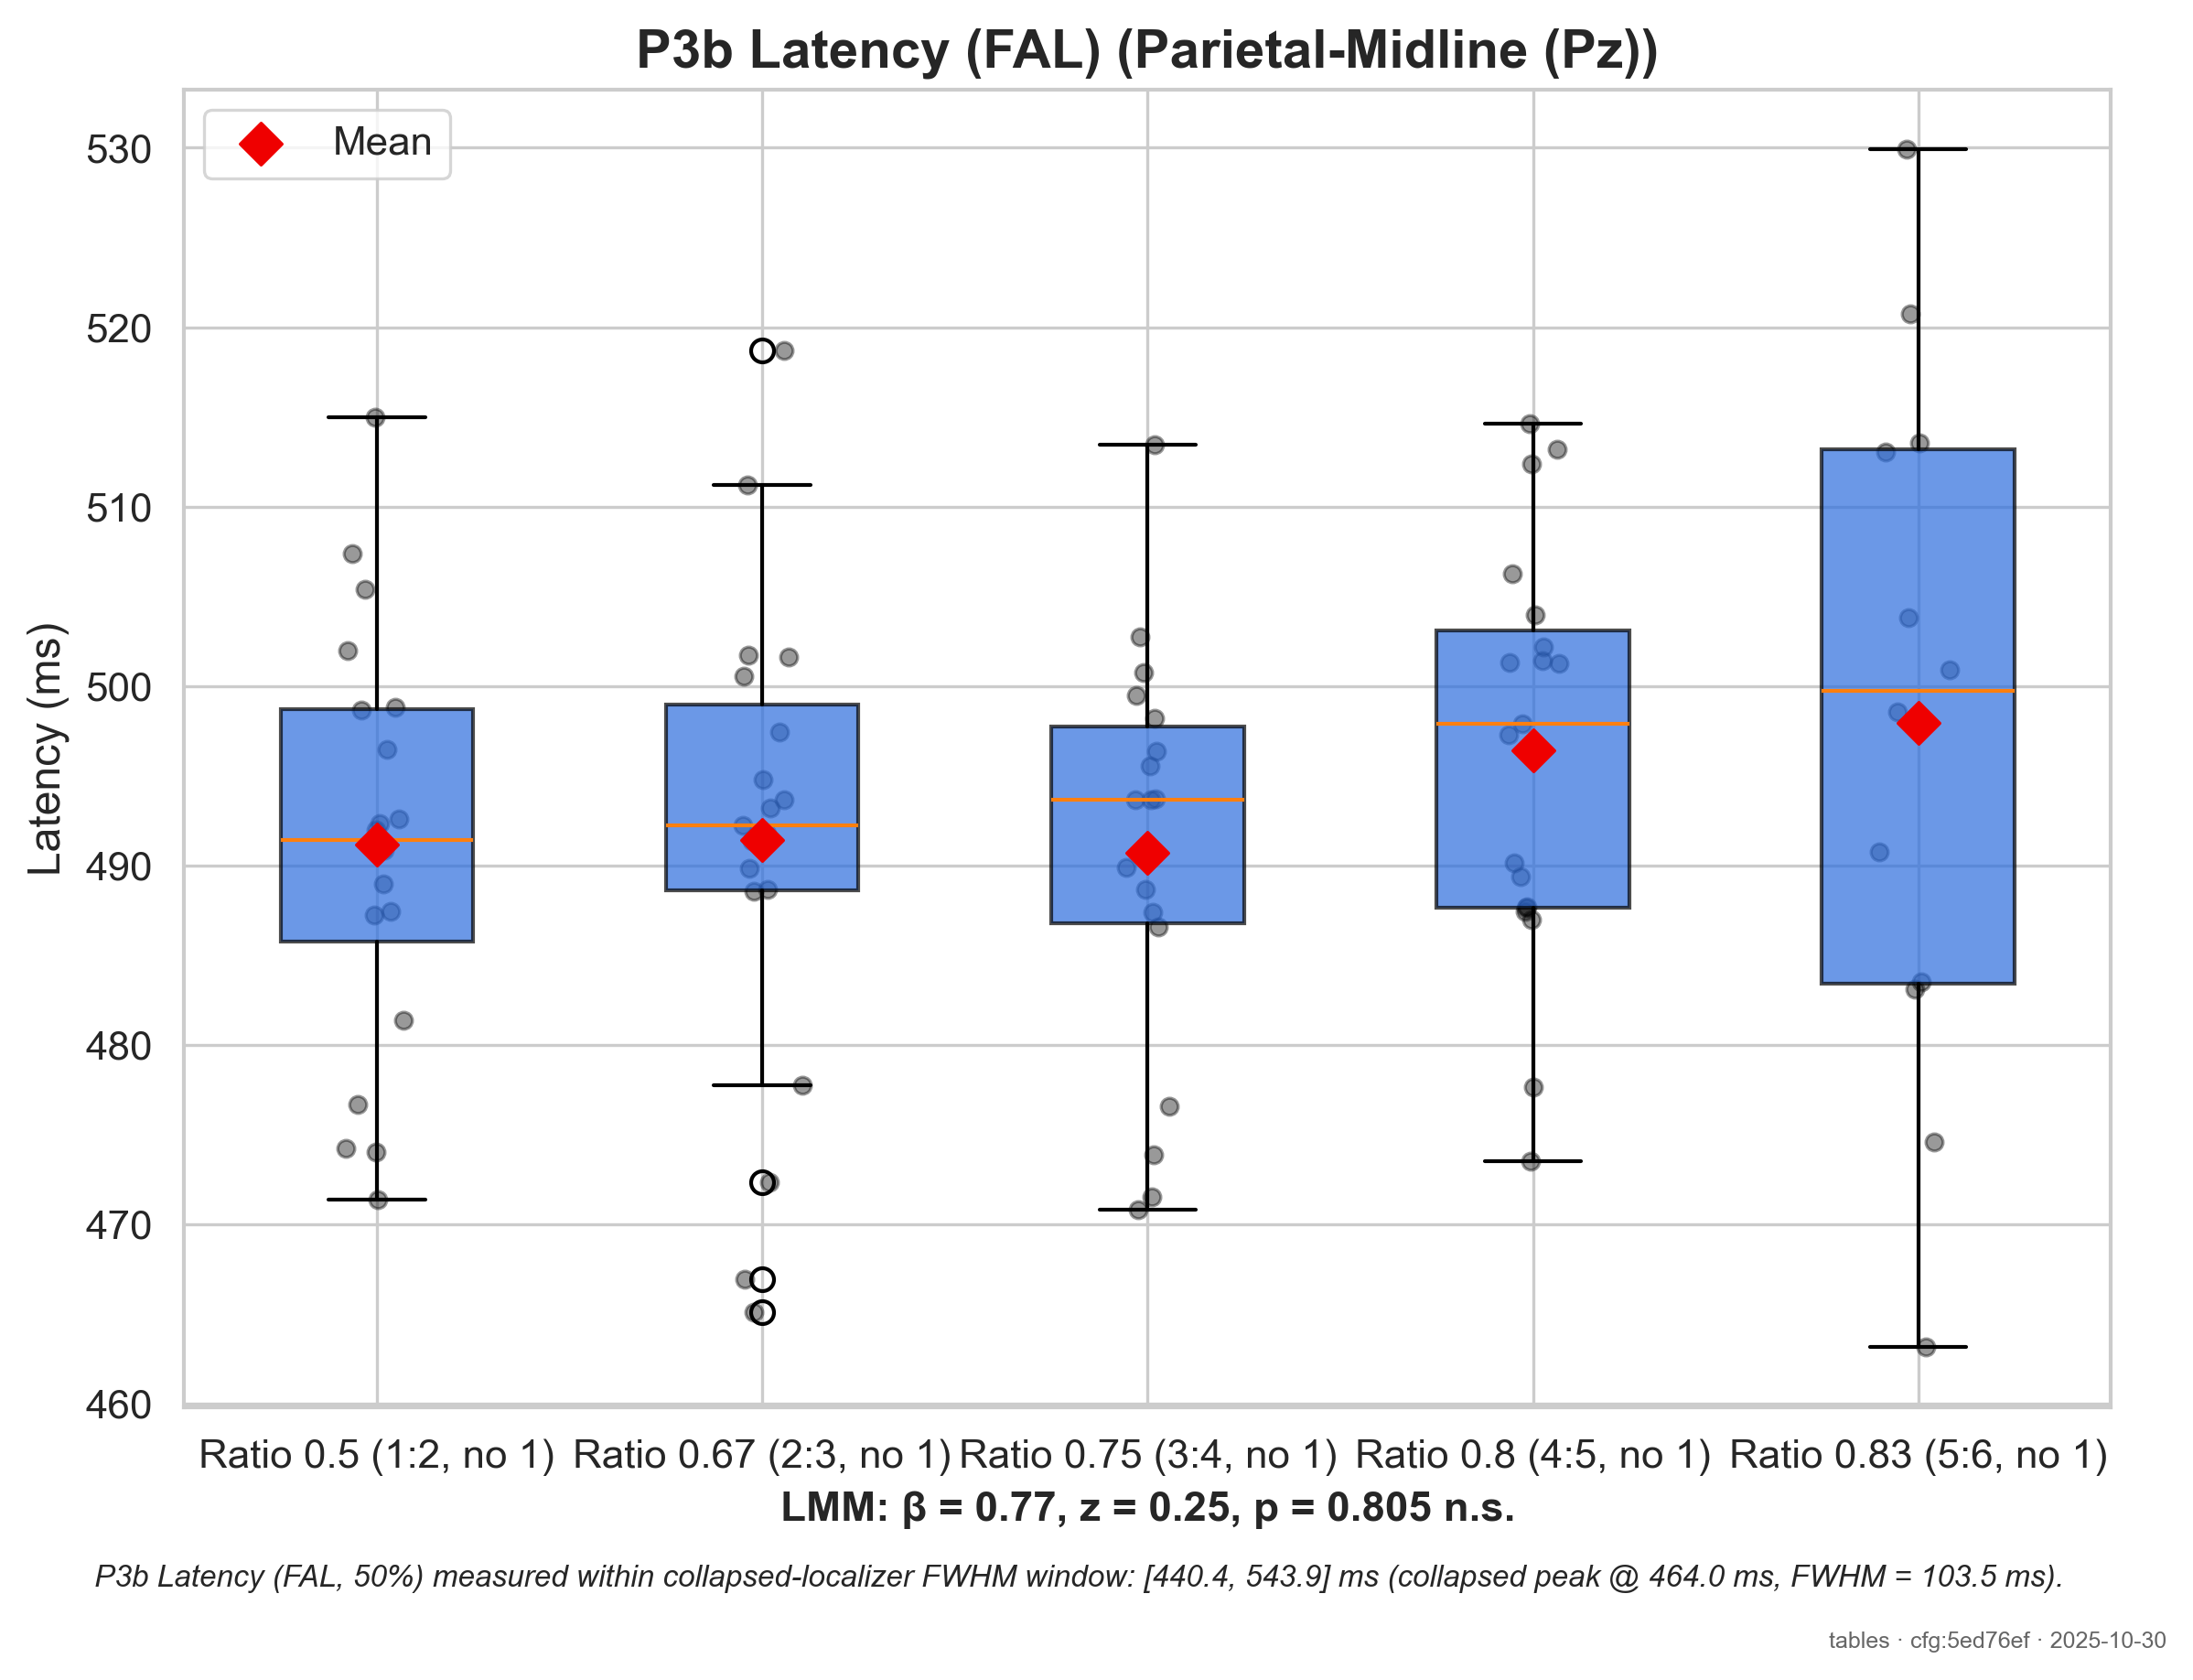 P3b Latency (FAL) (Parietal-Midline (Pz))
Mean
Latency (ms)
530
520
510
500
490
480
470
460
Ratio 0.5 (1:2, no 1)
Ratio 0.67 (2:3, no 1)
Ratio 0.75 (3:4, no 1)
Ratio 0.8 (4:5, no 1)
Ratio 0.83 (5:6, no 1)
LMM: β = 0.77, z = 0.25, p = 0.805 n.s.
P3b Latency (FAL, 50%) measured within collapsed-localizer FWHM window: [440.4, 543.9] ms (collapsed peak @ 464.0 ms, FWHM = 103.5 ms).
tables · cfg:5ed76ef · 2025-10-30